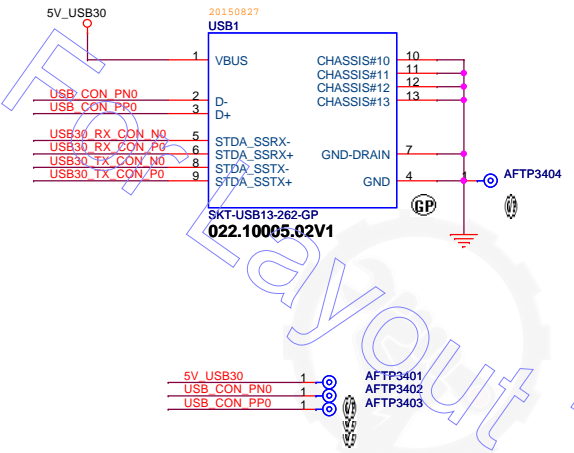 5V_USB30
20150827
USB1
1 VBUS CHASSIS#10 10
CHASSIS#11 11
CHASSIS#12 12
USB_CON_PN0 2 D- CHASSIS#13 13
USB_CON_PP0 3 D+
USB30_RX_CON_N0 5 STDA_SSRX-
USB30_RX_CON_P0 6 STDA_SSRX+ GND-DRAIN 7
USB30_TX_CON_N0 8 STDA_SSTX-
USB30_TX_CON_P0 9 STDA_SSTX+ GND 4 1 AFTP3404
GP
SKT-USB13-262-GP
022.10005.02V1
For Layout
5V_USB30 1 AFTP3401
USB_CON_PN0 1 AFTP3402
USB_CON_PP0 1 AFTP3403